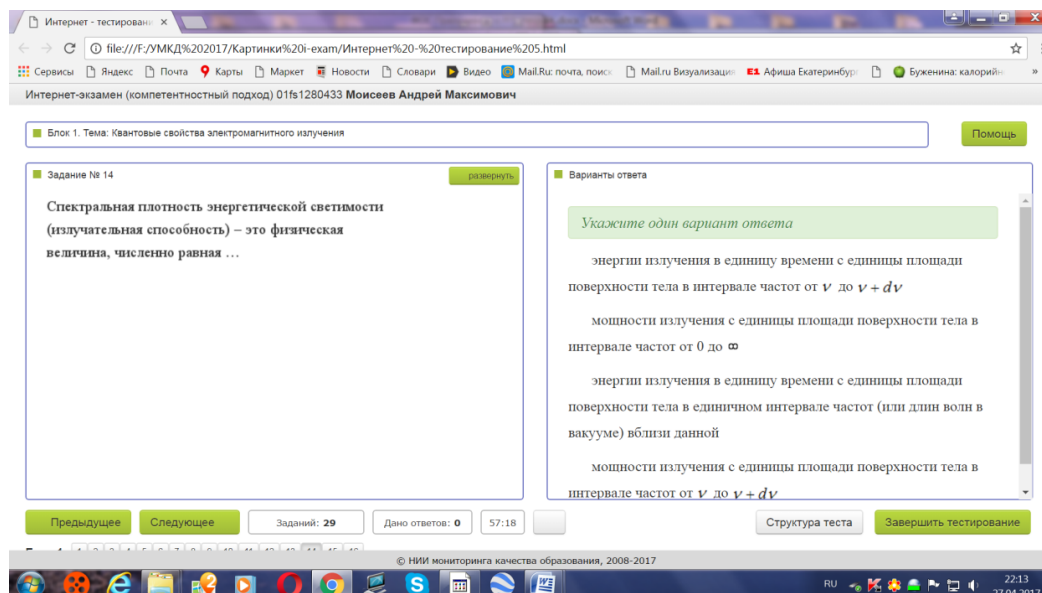 Интернет - тестировани
file:///F:/УМКД%202017/Картинки%20i-exam/Интернет%20-%20тестирование%205.html
Сервисы Яндекс Почта Карты Маркет Новости Словари Видео Mail.Ru: почта, поиск Mail.ru Визуализация E1 Афиша Екатеринбург Буженина: калорийн »
Интернет-экзамен (компетентностный подход) 01fs1280433 Моисеев Андрей Максимович
Блок 1. Тема: Квантовые свойства электромагнитного излучения
Помощь
Задание № 14
развернуть
Спектральная плотность энергетической светимости
(излучательная способность) – это физическая
величина, численно равная …
Варианты ответа
Укажите один вариант ответа
энергии излучения в единицу времени с единицы площади
поверхности тела в интервале частот от ν до ν + dν
мощности излучения с единицы площади поверхности тела в
интервале частот от 0 до ∞
энергии излучения в единицу времени с единицы площади
поверхности тела в единичном интервале частот (или длин волн в
вакууме) вблизи данной
мощности излучения с единицы площади поверхности тела в
интервале частот от ν до ν + dν
Предыдущее Следующее Заданий: 29 Дано ответов: 0 57:18 Структура теста Завершить тестирование
© НИИ мониторинга качества образования, 2008-2017
RU 22:13
27.04.2017